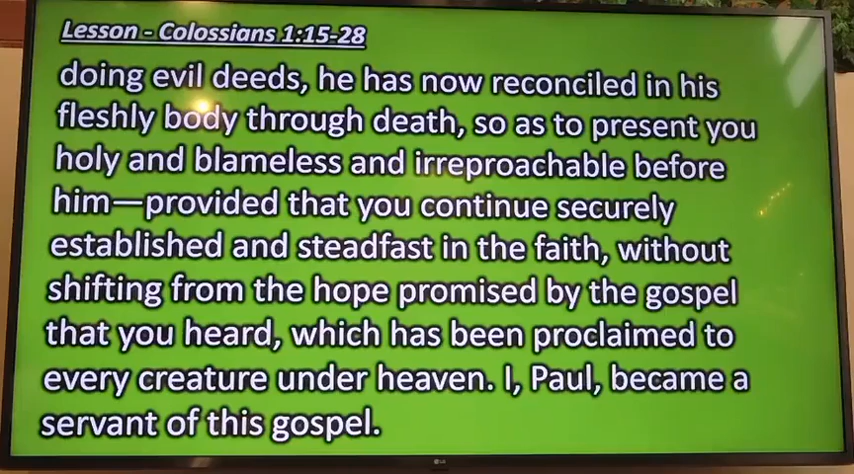 Lesson - Colossians 1:15-28
doing evil deeds, he has now reconciled in his
fleshly body through death, so as to present you
holy and blameless and irreproachable before
him—provided that you continue securely
established and steadfast in the faith, without
shifting from the hope promised by the gospel
that you heard, which has been proclaimed to
every creature under heaven. I, Paul, became a
servant of this gospel.
LG